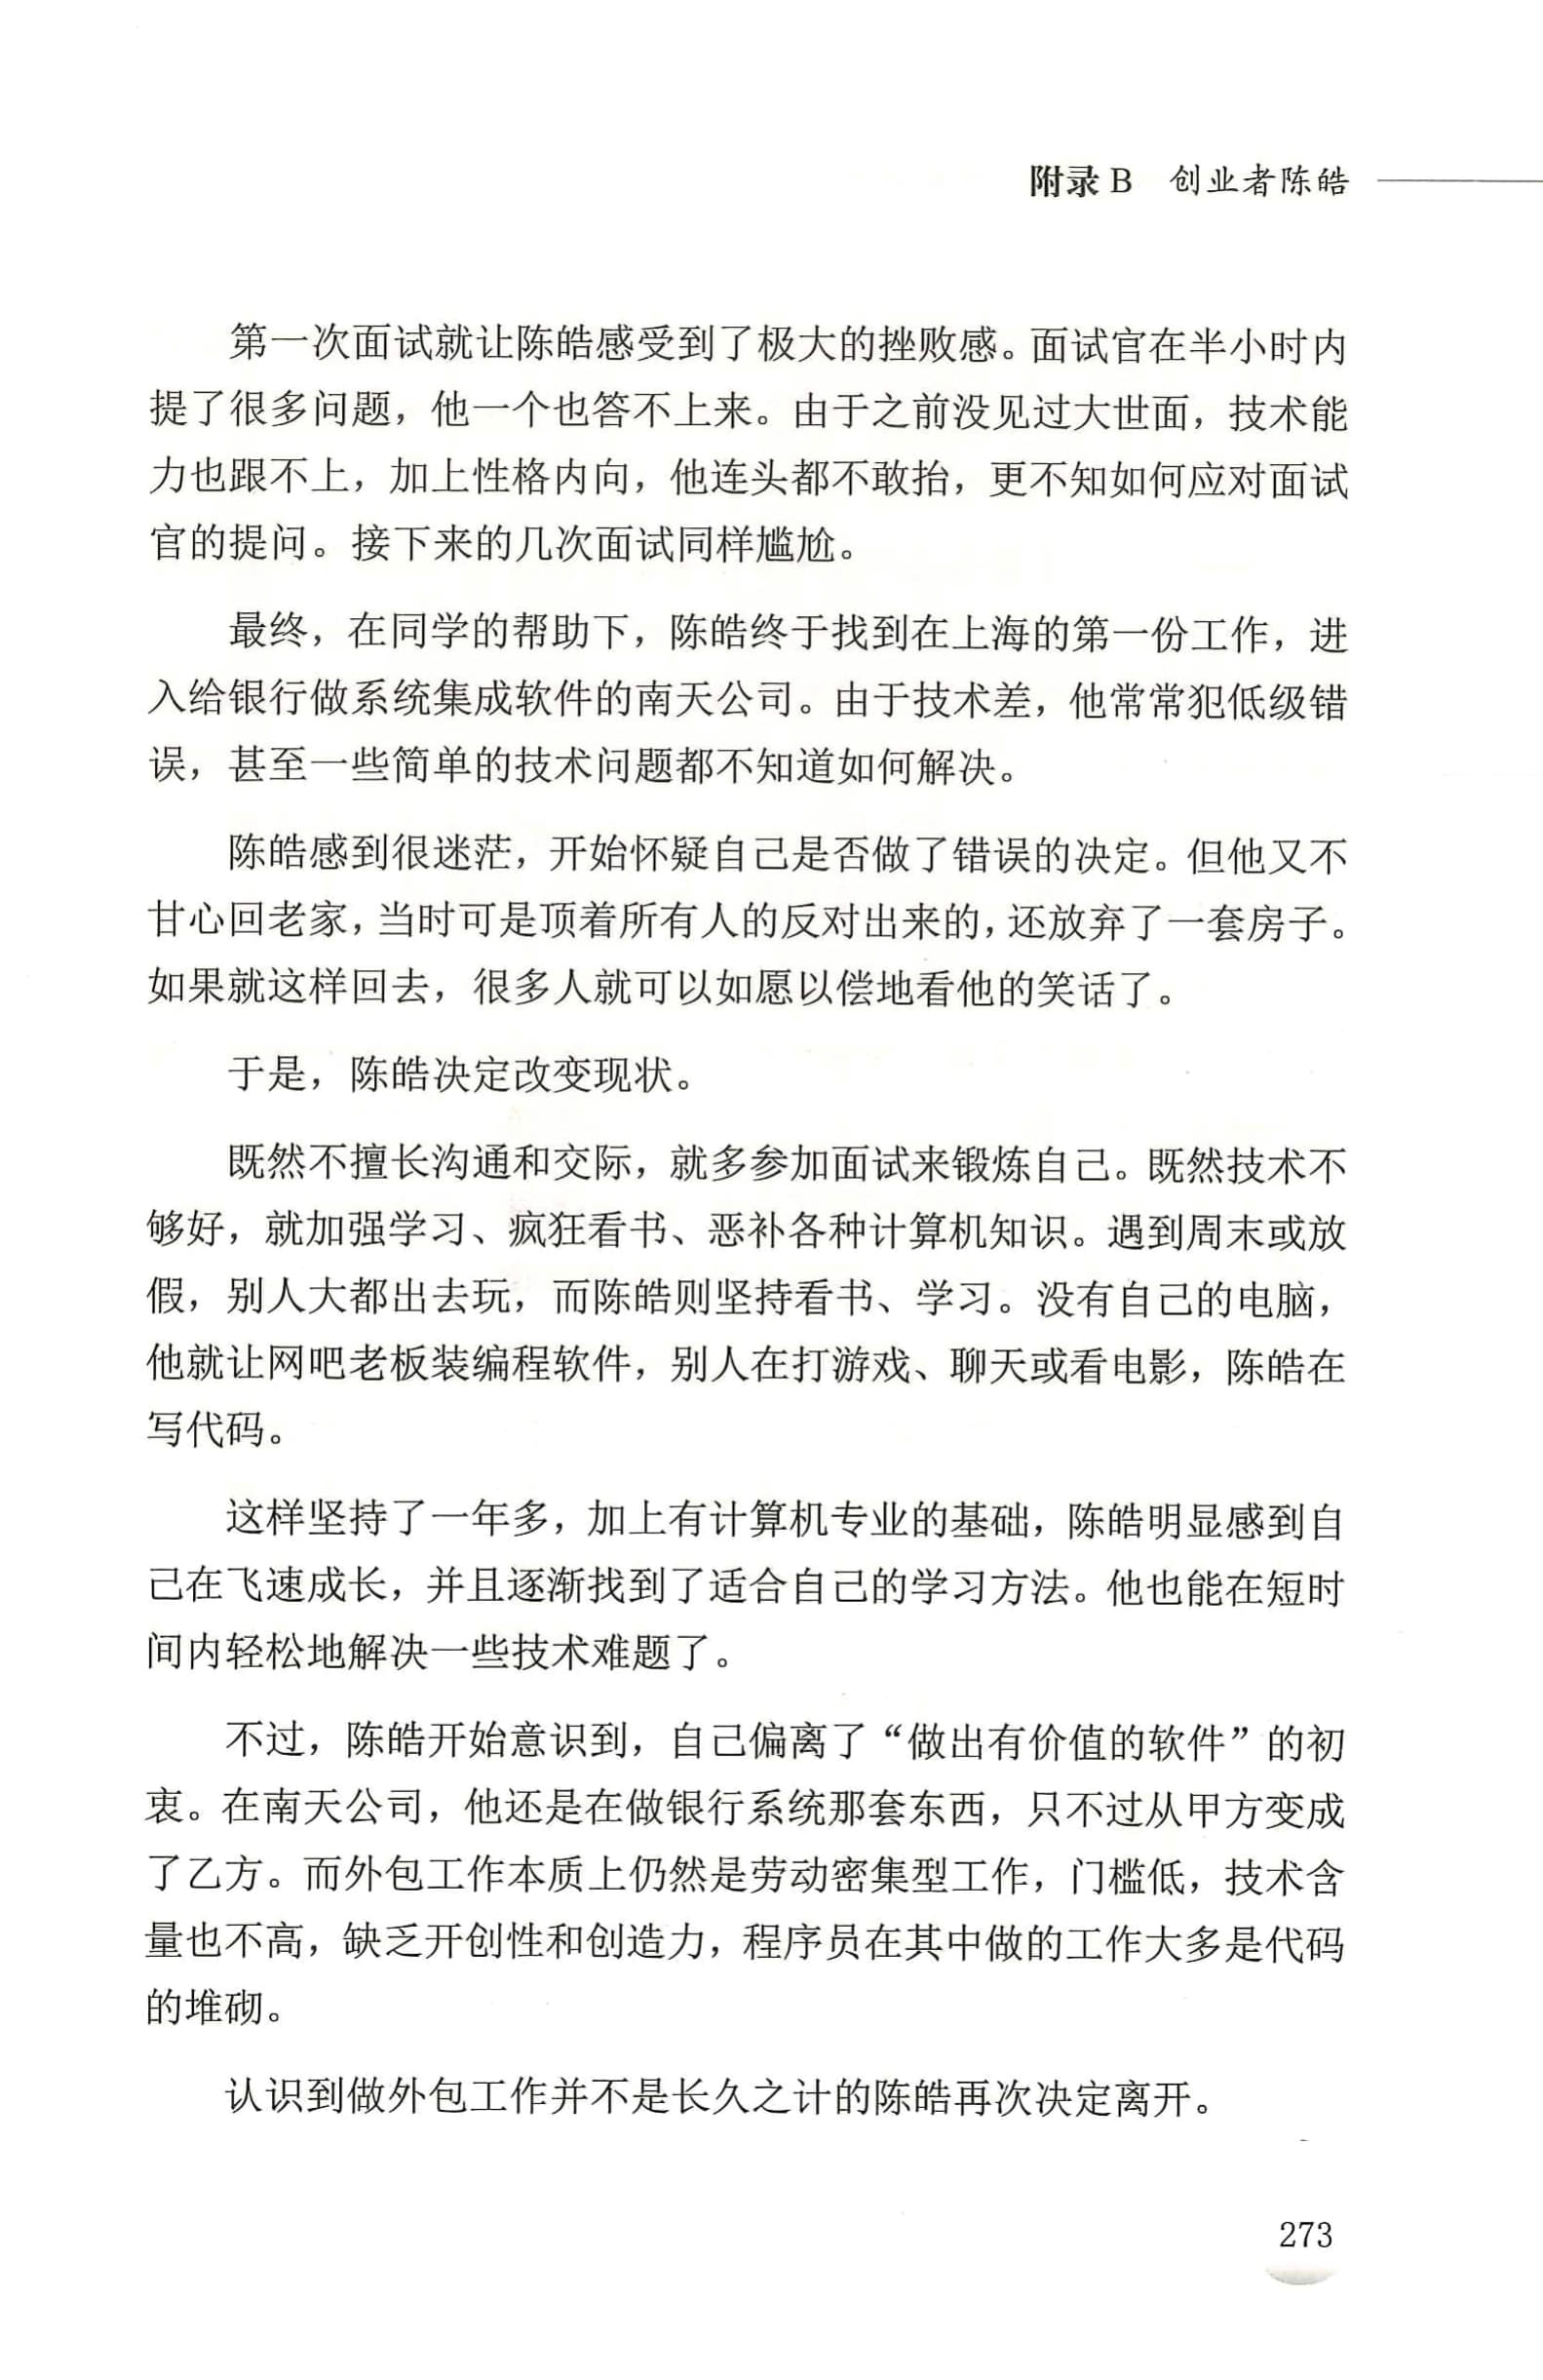 附录 B 创业者陈皓
第一次面试就让陈皓感受到了极大的挫败感。面试官在半小时内
提了很多问题，他一个也答不上来。由于之前没见过大世面，技术能
力也跟不上，加上性格内向，他连头都不敢抬，更不知如何应对面试
官的提问。接下来的几次面试同样尴尬。
最终，在同学的帮助下，陈皓终于找到在上海的第一份工作，进
入给银行做系统集成软件的南天公司。由于技术差，他常常犯低级错
误，甚至一些简单的技术问题都不知道如何解决。
陈皓感到很迷茫，开始怀疑自己是否做了错误的决定。但他又不
甘心回老家，当时可是顶着所有人的反对出来的，还放弃了一套房子。
如果就这样回去，很多人就可以如愿以偿地看他的笑话了。
于是，陈皓决定改变现状。
既然不擅长沟通和交际，就多参加面试来锻炼自己。既然技术不
够好，就加强学习、疯狂看书、恶补各种计算机知识。遇到周末或放
假，别人大都出去玩，而陈皓则坚持看书、学习。没有自己的电脑，
他就让网吧老板装编程软件，别人在打游戏、聊天或看电影，陈皓在
写代码。
这样坚持了一年多，加上有计算机专业的基础，陈皓明显感到自
己在飞速成长，并且逐渐找到了适合自己的学习方法。他也能在短时
间内轻松地解决一些技术难题了。
不过，陈皓开始意识到，自己偏离了“做出有价值的软件”的初
衷。在南天公司，他还是在做银行系统那套东西，只不过从甲方变成
了乙方。而外包工作本质上仍然是劳动密集型工作，门槛低，技术含
量也不高，缺乏开创性和创造力，程序员在其中做的工作大多是代码
的堆砌。
认识到做外包工作并不是长久之计的陈皓再次决定离开。
273